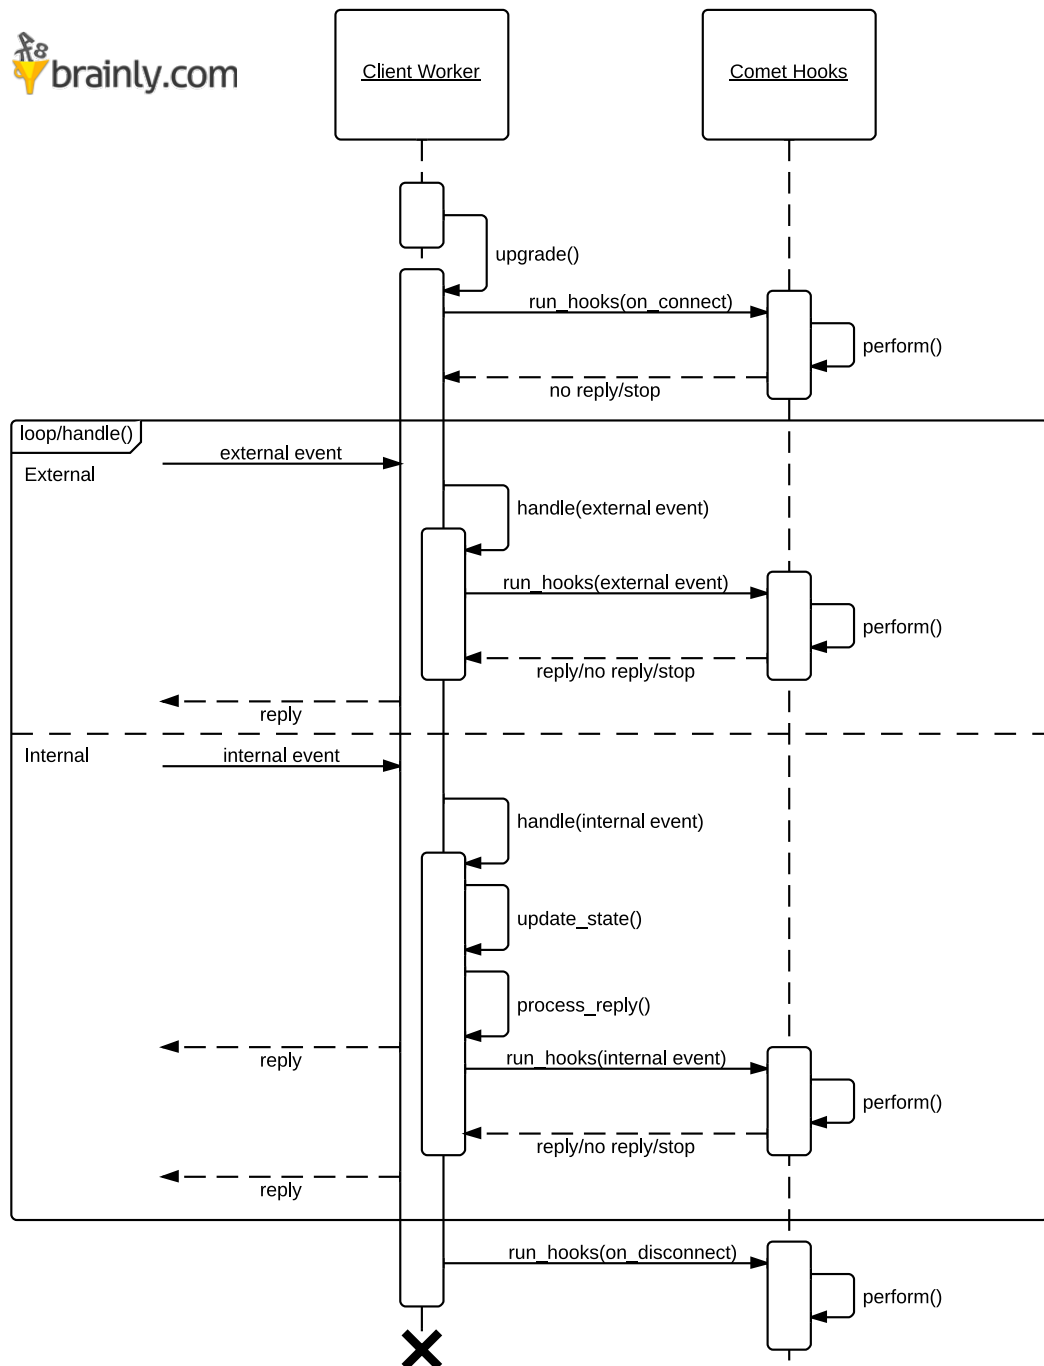 brainly.com
Client Worker
Comet Hooks
upgrade()
run_hooks(on_connect)
perform()
no reply/stop
loop/handle()
external event
External
handle(external event)
run_hooks(external event)
perform()
reply/no reply/stop
reply
Internal
internal event
handle(internal event)
update_state()
process_reply()
reply
run_hooks(internal event)
perform()
reply/no reply/stop
reply
run_hooks(on_disconnect)
perform()